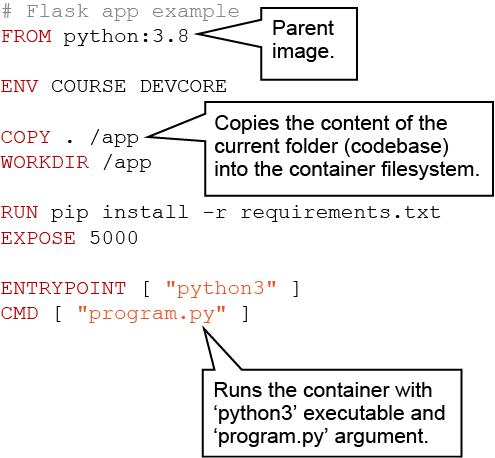 # Flask app example
FROM python:3.8
Parent
image.
ENV COURSE DEVCORE
COPY . /app
WORKDIR /app
Copies the content of the
current folder (codebase)
into the container filesystem.
RUN pip install -r requirements.txt
EXPOSE 5000
ENTRYPOINT [ "python3" ]
CMD [ "program.py" ]
Runs the container with
‘python3’ executable and
‘program.py’ argument.